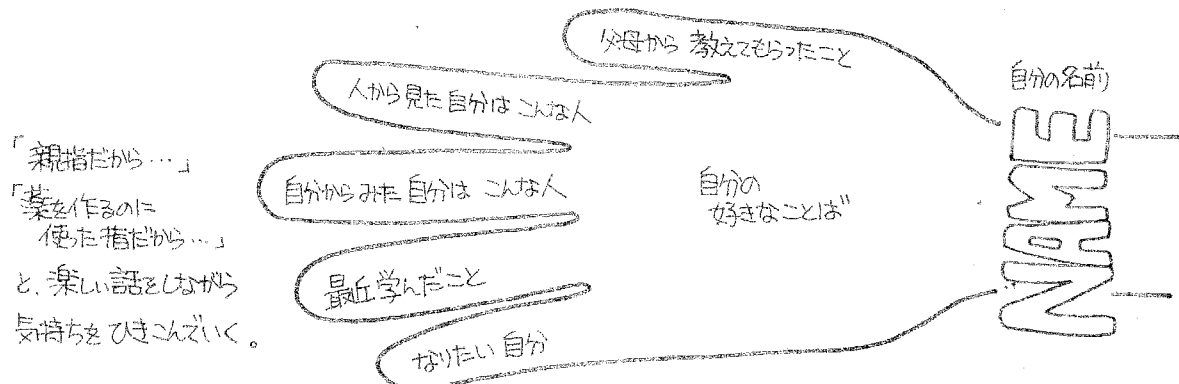 父母から 教えてもらったこと
人から見た自分は こんな人
自分からみた自分は こんな人
最近学んだこと
なりたい自分
自分の
好きなことば
自分の名前
NAME
「親指だから…」
「薬を作るのに
使った指だから…」
と、楽しい話をしながら
気持ちを ひきこんでいく。